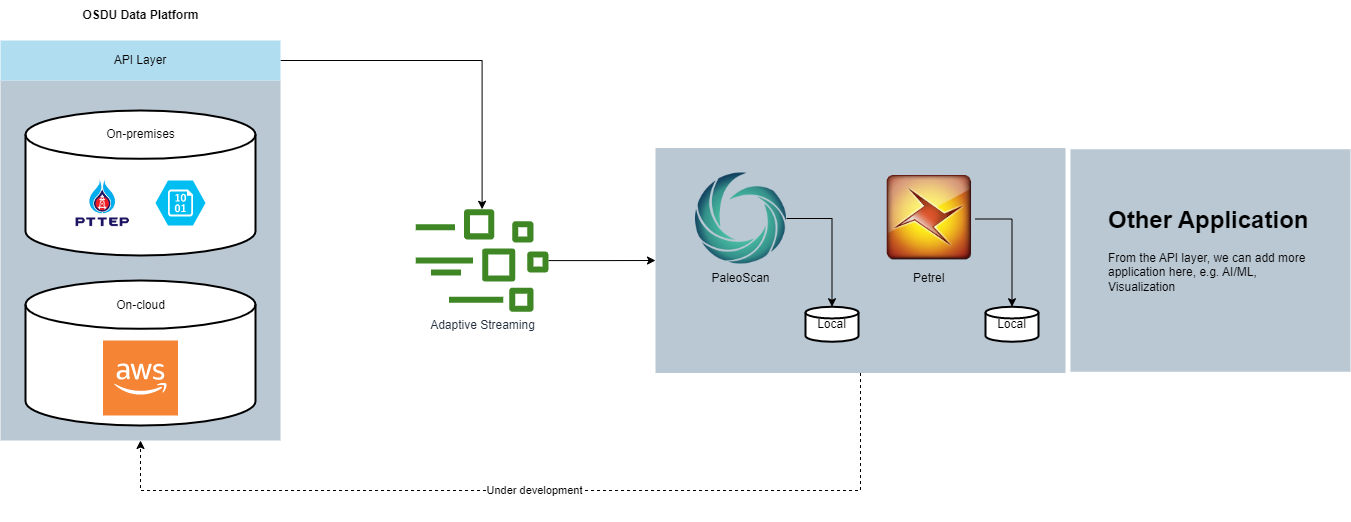 OSDU Data Platform
API Layer
On-premises
PTTEP
10
01
On-cloud
aws
Adaptive Streaming
PaleoScan
Petrel
Local
Local
Other Application
From the API layer, we can add more
application here, e.g. AI/ML,
Visualization
Under development